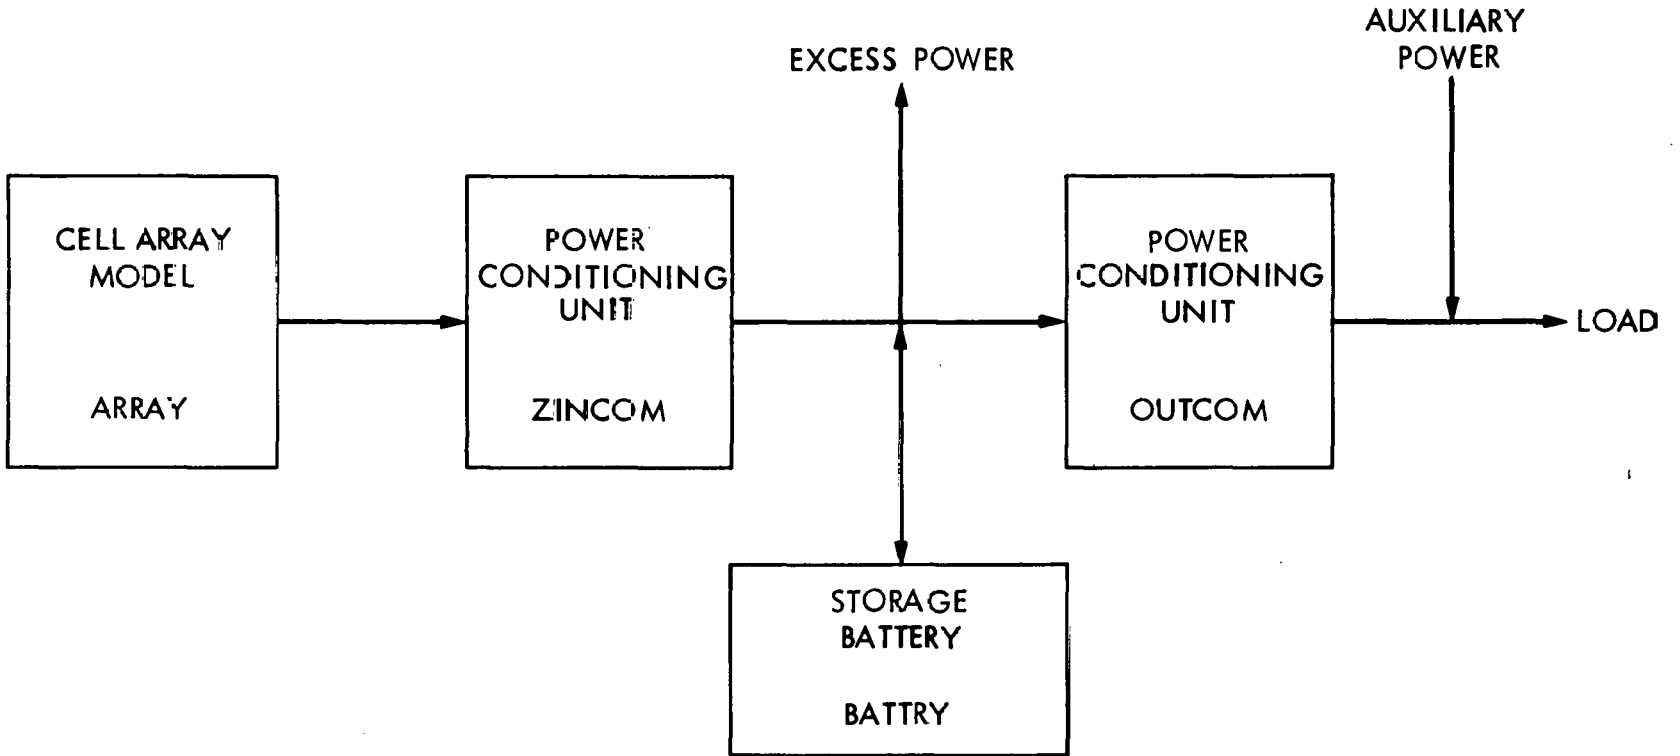 AUXILIARY
POWER
EXCESS POWER
CELL ARRAY
MODEL
ARRAY
POWER
CONDITIONING
UNIT
ZINCOM
POWER
CONDITIONING
UNIT
OUTCOM
LOAD
STORAGE
BATTERY
BATTRY